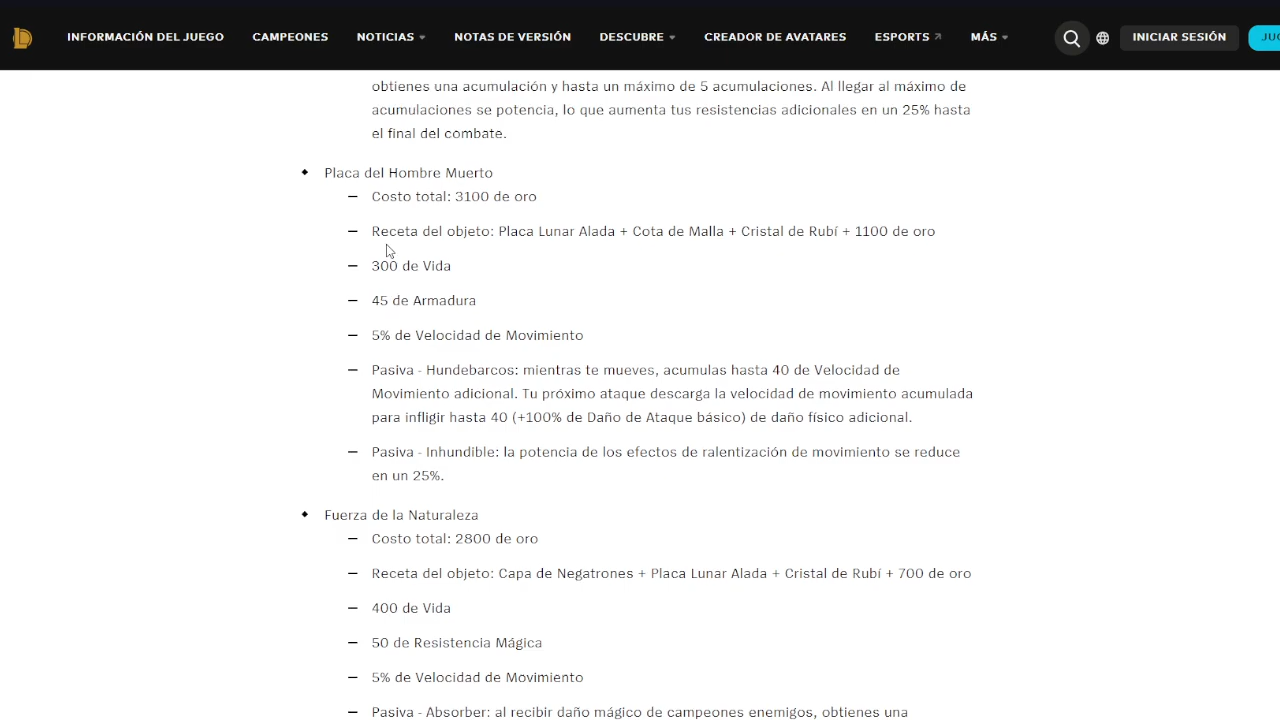 INFORMACIÓN DEL JUEGO CAMPEONES NOTICIAS NOTAS DE VERSIÓN DESCUBRE CREADOR DE AVATARES ESPORTS MÁS INICIAR SESIÓN
obtienes una acumulación y hasta un máximo de 5 acumulaciones. Al llegar al máximo de
acumulaciones se potencia, lo que aumenta tus resistencias adicionales en un 25% hasta
el final del combate.
Placa del Hombre Muerto
Costo total: 3100 de oro
Receta del objeto: Placa Lunar Alada + Cota de Malla + Cristal de Rubí + 1100 de oro
300 de Vida
45 de Armadura
5% de Velocidad de Movimiento
Pasiva - Hundebarcos: mientras te mueves, acumulas hasta 40 de Velocidad de
Movimiento adicional. Tu próximo ataque descarga la velocidad de movimiento acumulada
para infligir hasta 40 (+100% de Daño de Ataque básico) de daño físico adicional.
Pasiva - Inhundible: la potencia de los efectos de ralentización de movimiento se reduce
en un 25%.
Fuerza de la Naturaleza
Costo total: 2800 de oro
Receta del objeto: Capa de Negatrones + Placa Lunar Alada + Cristal de Rubí + 700 de oro
400 de Vida
50 de Resistencia Mágica
5% de Velocidad de Movimiento
Pasiva - Absorber: al recibir daño mágico de campeones enemigos, obtienes una